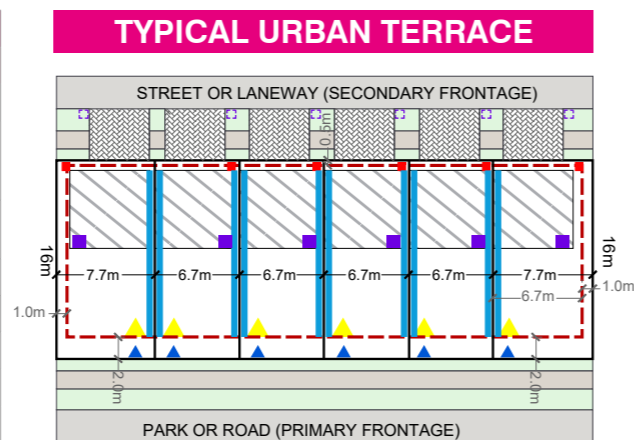 TYPICAL URBAN TERRACE
STREET OR LANEWAY (SECONDARY FRONTAGE)
0.5m
16m
16m
7.7m
6.7m
6.7m
6.7m
6.7m
7.7m
6.7m
1.0m
1.0m
2.0m
2.0m
PARK OR ROAD (PRIMARY FRONTAGE)